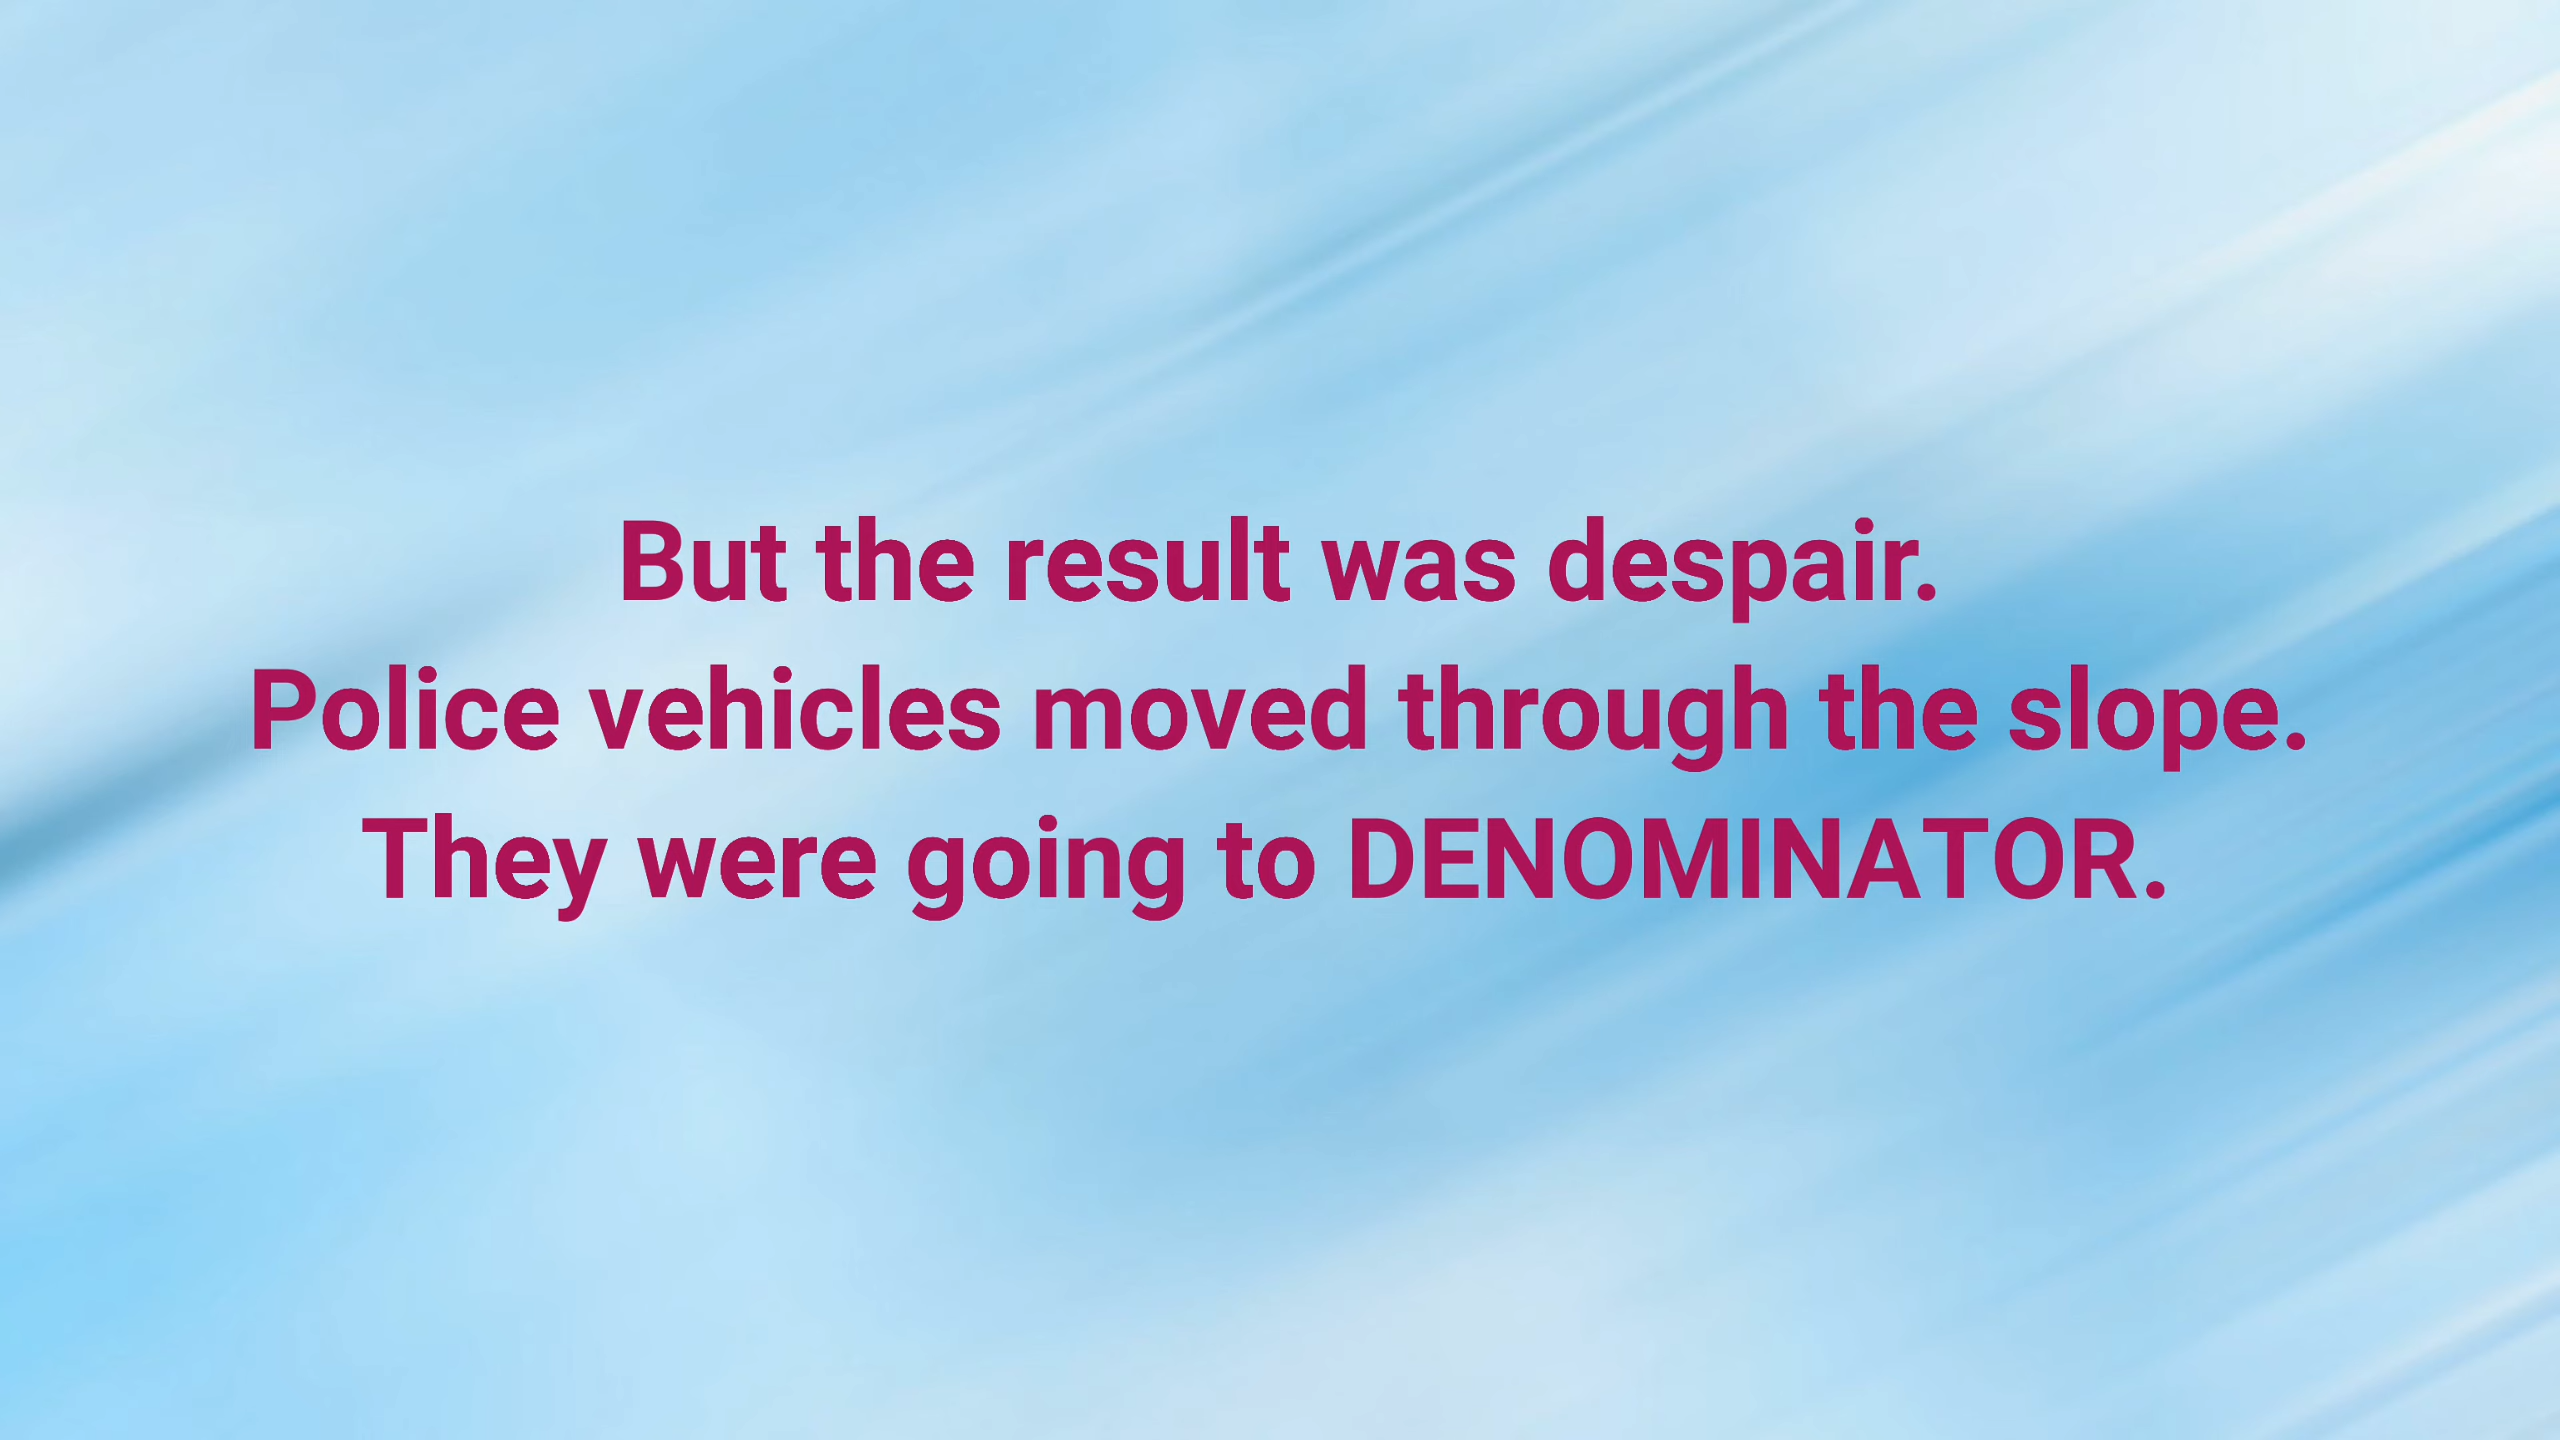 But the result was despair.
Police vehicles moved through the slope.
They were going to DENOMINATOR.